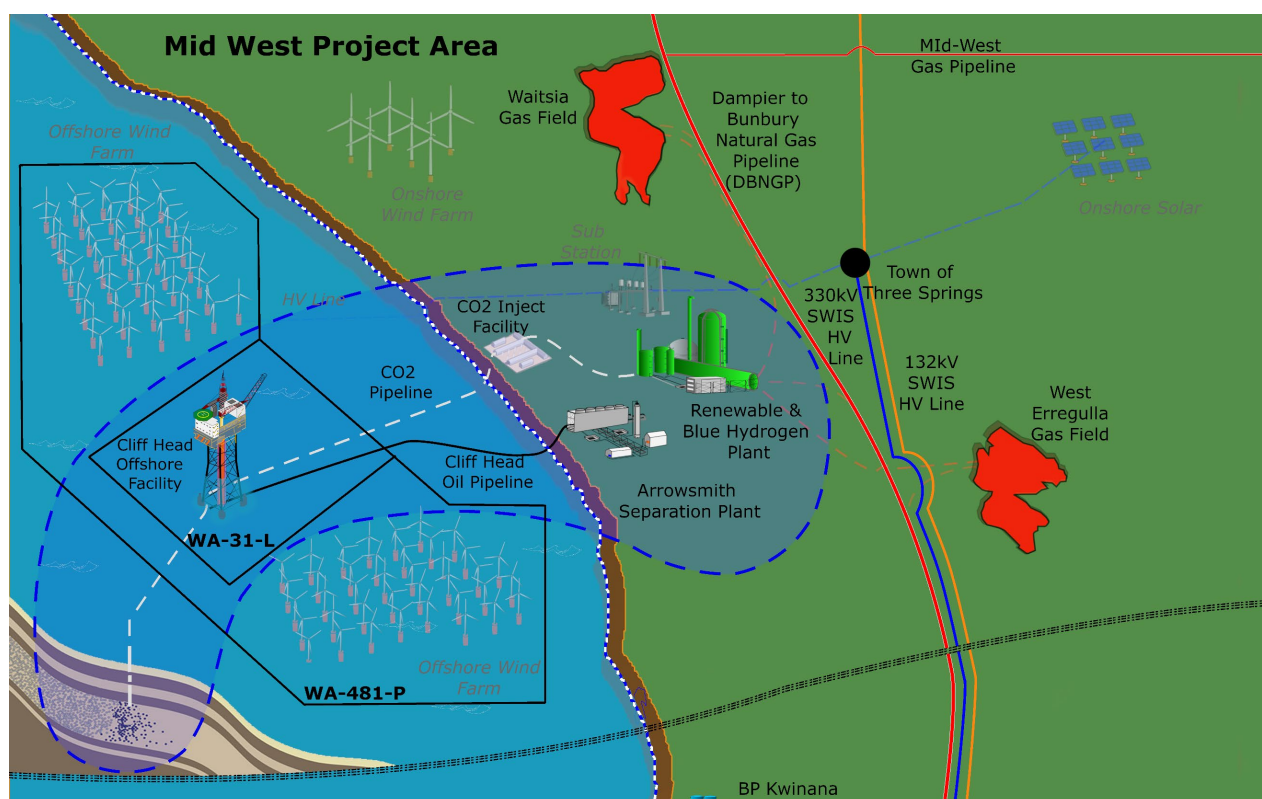 Mid West Project Area
MId-West
Gas Pipeline
Waitsia
Gas Field
Dampier to
Bunbury
Natural Gas
Pipeline
(DBNGP)
Offshore Wind
Farm
Onshore
Wind Farm
Onshore Solar
Sub
Station
HV Line
CO2 Inject
Facility
Town of
Three Springs
330kV
SWIS
HV
Line
132kV
SWIS
HV Line
CO2
Pipeline
West
Erregulla
Gas Field
Renewable &
Blue Hydrogen
Plant
Cliff Head
Offshore
Facility
Cliff Head
Oil Pipeline
Arrowsmith
Separation Plant
WA-31-L
Offshore Wind
Farm
WA-481-P
BP Kwinana